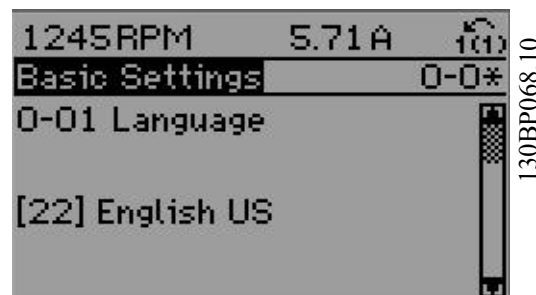 1245RPM 5.71A 1(1)
Basic Settings 0-0*
0-01 Language
[22] English US
130BP068.10